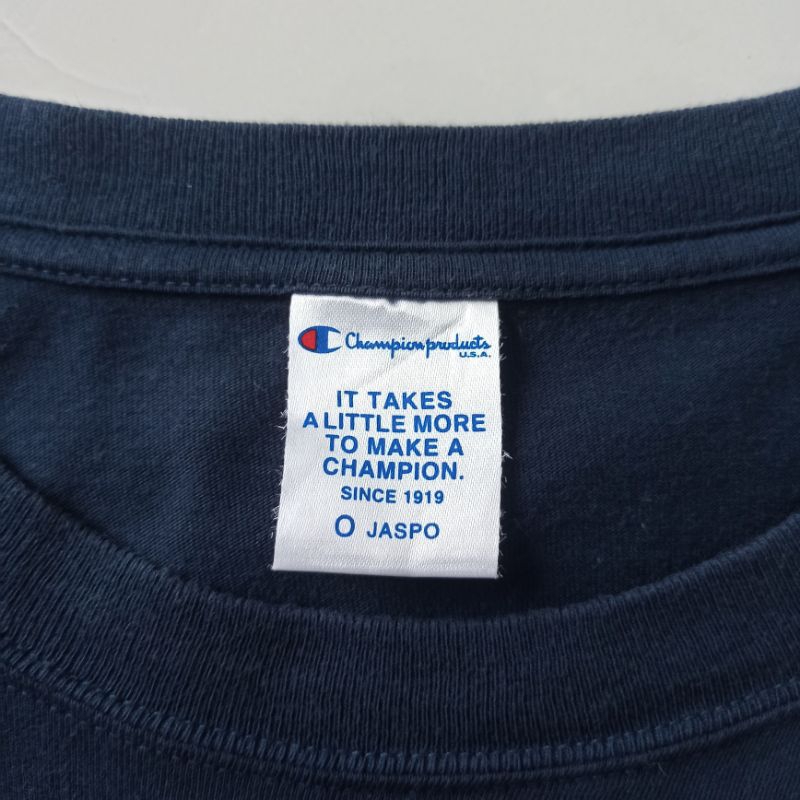 Champion products
U.S.A.
IT TAKES
A LITTLE MORE
TO MAKE A
CHAMPION.
SINCE 1919
O JASPO